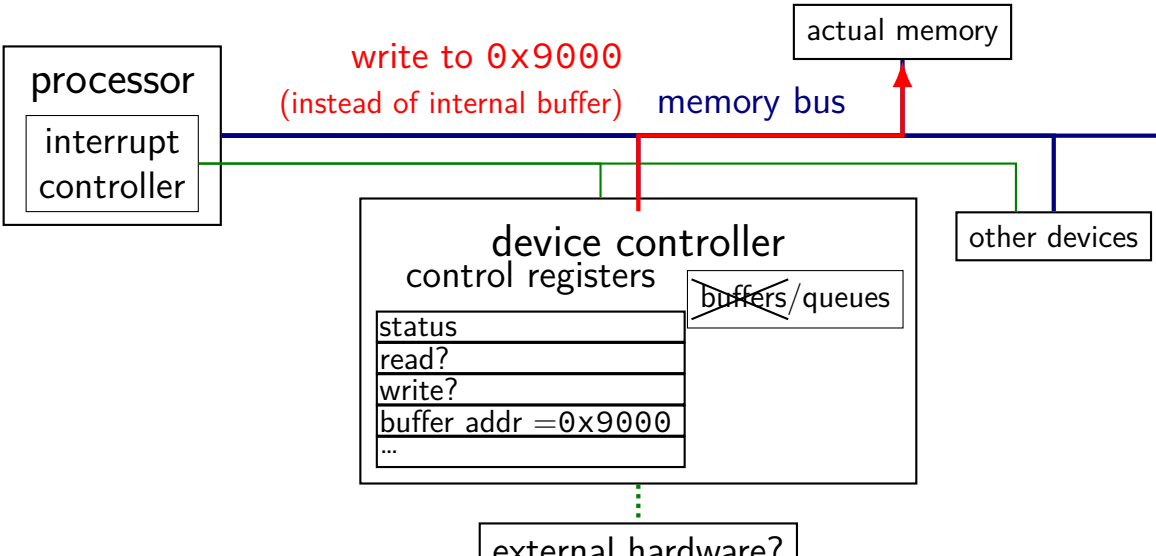 actual memory
write to 0x9000
(instead of internal buffer)
memory bus
processor
interrupt
controller
other devices
device controller
control registers
buffers/queues
status
read?
write?
buffer addr =0x9000
...
external hardware?